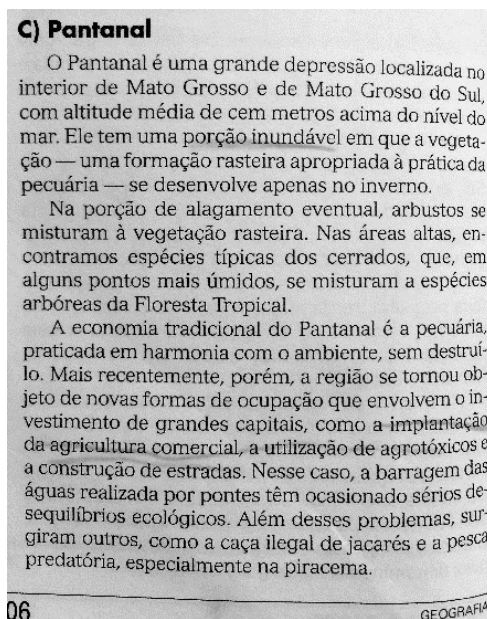 C) Pantanal
O Pantanal é uma grande depressão localizada no
interior de Mato Grosso e de Mato Grosso do Sul,
com altitude média de cem metros acima do nível do
mar. Ele tem uma porção inundável em que a vegeta-
ção — uma formação rasteira apropriada à prática da
pecuária — se desenvolve apenas no inverno.
Na porção de alagamento eventual, arbustos se
misturam à vegetação rasteira. Nas áreas altas, en-
contramos espécies típicas dos cerrados, que, em
alguns pontos mais úmidos, se misturam a espécies
arbóreas da Floresta Tropical.
A economia tradicional do Pantanal é a pecuária,
praticada em harmonia com o ambiente, sem destruí-
lo. Mais recentemente, porém, a região se tornou ob-
jeto de novas formas de ocupação que envolvem o in-
vestimento de grandes capitais, como a implantação
da agricultura comercial, a utilização de agrotóxicos e
a construção de estradas. Nesse caso, a barragem das
águas realizada por pontes têm ocasionado sérios de-
sequilíbrios ecológicos. Além desses problemas, sur-
giram outros, como a caça ilegal de jacarés e a pesca
predatória, especialmente na piracema.
06
GEOGRAFIA